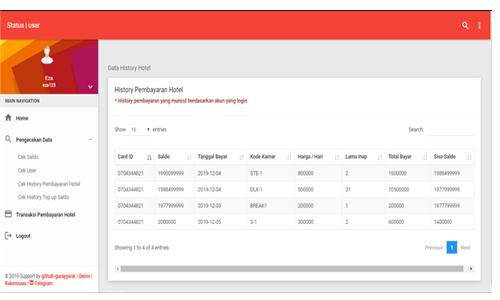 Status | user
Eza
eza123
MAIN NAVIGATION
Home
Pengecekan Data
Cek Saldo
Cek User
Cek History Pembayaran Hotel
Cek History Top up Saldo
Transaksi Pembayaran Hotel
Logout
© 2019 Support by github-gurayyarar | Demo |
Rakensuuu | Telegram
Data History Hotel
History Pembayaran Hotel
* History pembayaran yang muncul berdasarkan akun yang login
Show 10 entries Search:
Card ID Saldo Tanggal Bayar Kode Kamar Harga / Hari Lama Inap Total Bayar Sisa Saldo
0704344821 1990099999 2019-12-04 STE-1 800000 2 1600000 1988499999
0704344821 1988499999 2019-12-04 DLX-1 500000 21 10500000 1977999999
0704344821 1977999999 2019-12-03 BREAK1 200000 1 200000 1977999999
0704344821 2000000 2019-12-05 S-1 300000 2 600000 1400000
Showing 1 to 4 of 4 entries Previous 1 Next